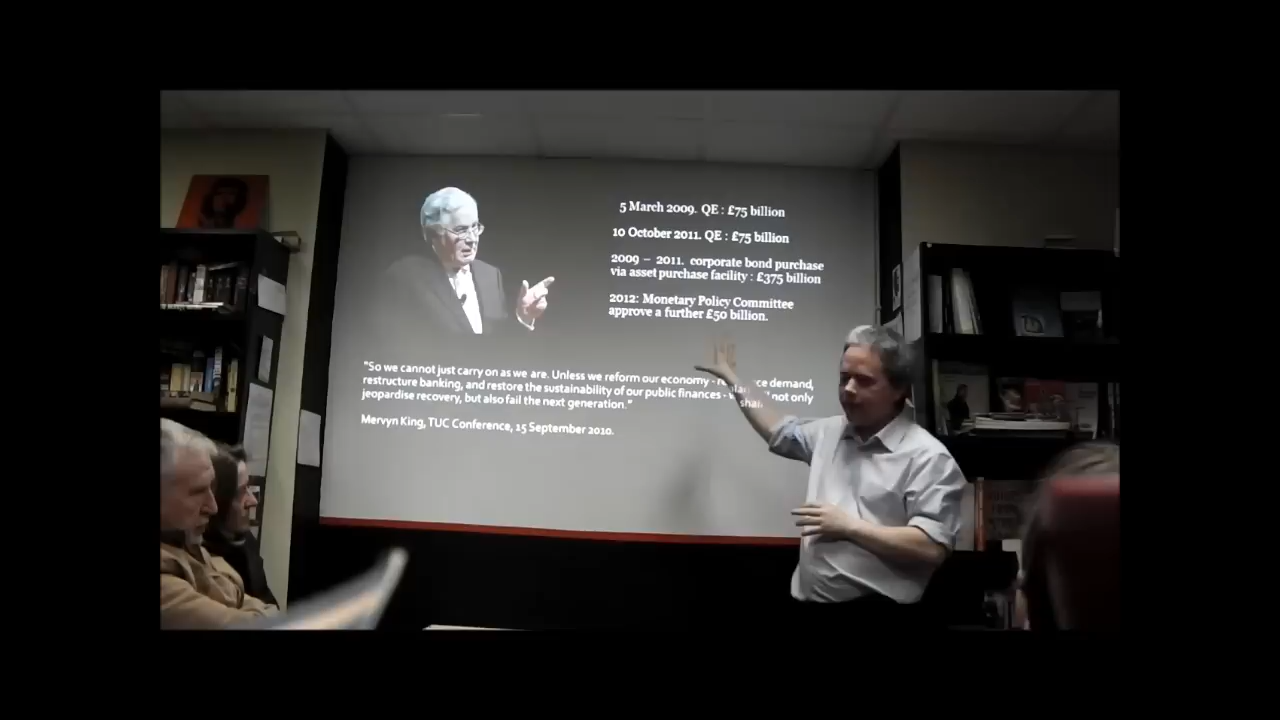 5 March 2009. QE : £75 billion
10 October 2011. QE : £75 billion
2009 – 2011. corporate bond purchase
via asset purchase facility : £375 billion
2012: Monetary Policy Committee
approve a further £50 billion.
"So we cannot just carry on as we are. Unless we reform our economy - demand,
restructure banking, and restore the sustainability of our public finances - not only
jeopardise recovery, but also fail the next generation."
Mervyn King, TUC Conference, 15 September 2010.